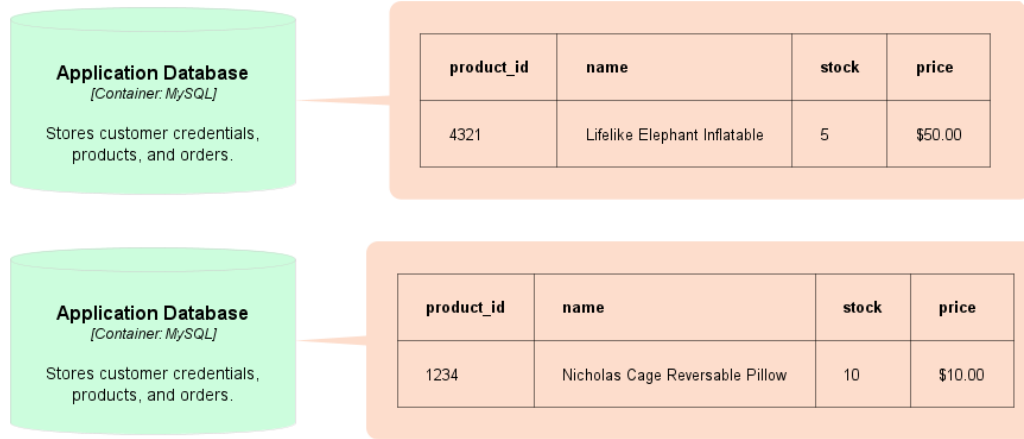 Application Database
[Container: MySQL]
Stores customer credentials,
products, and orders.
product_id name stock price
4321 Lifelike Elephant Inflatable 5 $50.00
Application Database
[Container: MySQL]
Stores customer credentials,
products, and orders.
product_id name stock price
1234 Nicholas Cage Reversable Pillow 10 $10.00